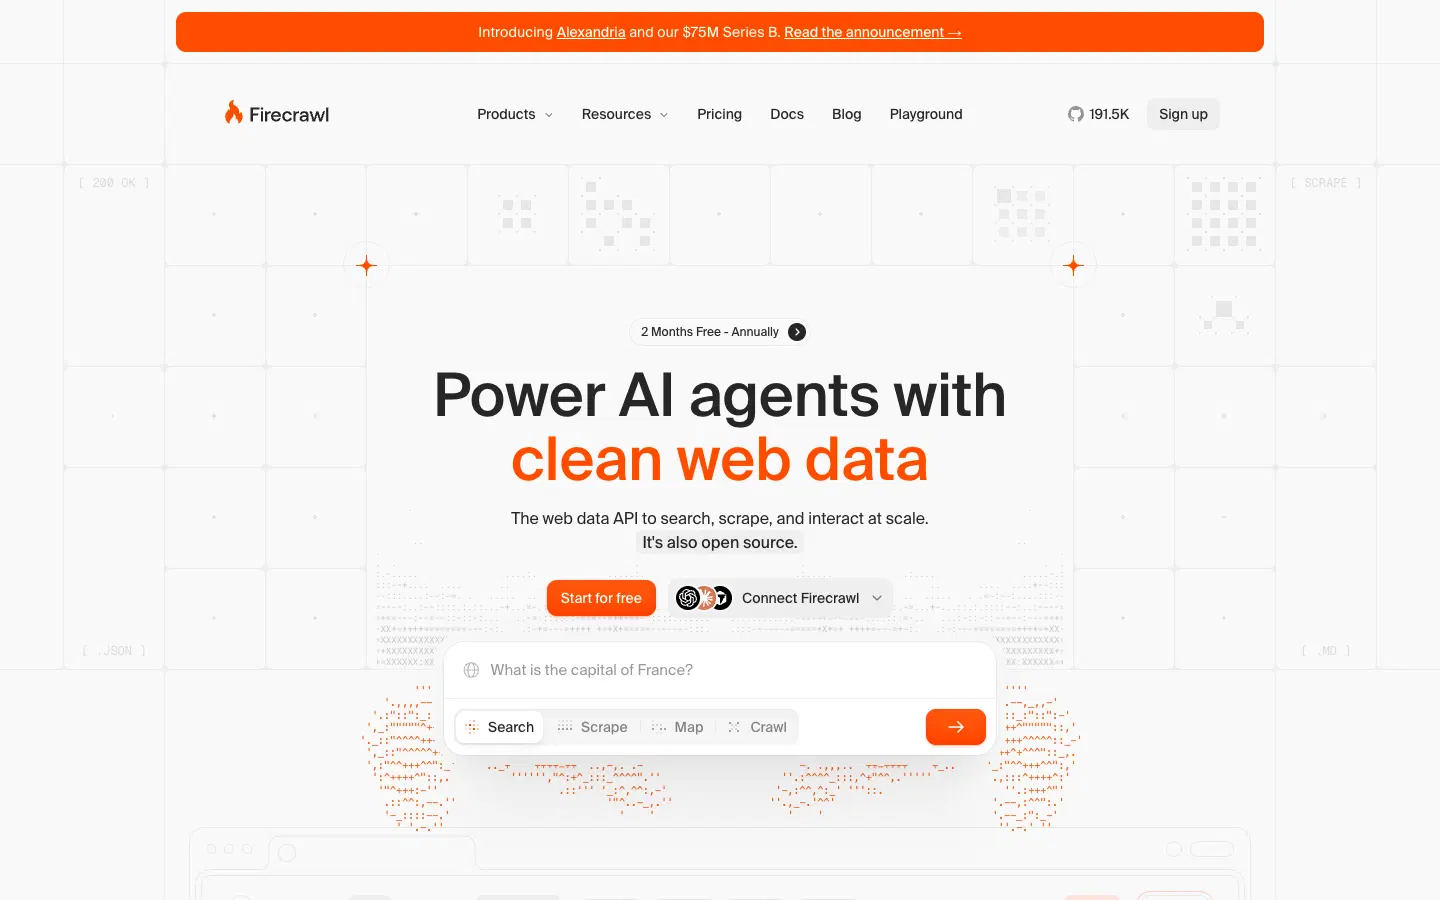 Introducing Alexandria and our $75M Series B. Read the announcement →
Firecrawl
Products
Resources
Pricing
Docs
Blog
Playground
191.5K
Sign up
[ 200 OK ]
[ SCRAPE ]
2 Months Free - Annually
Power AI agents with
clean web data
The web data API to search, scrape, and interact at scale.
It's also open source.
Start for free
Connect Firecrawl
[ .JSON ]
[ .MD ]
What is the capital of France?
Search
Scrape
Map
Crawl